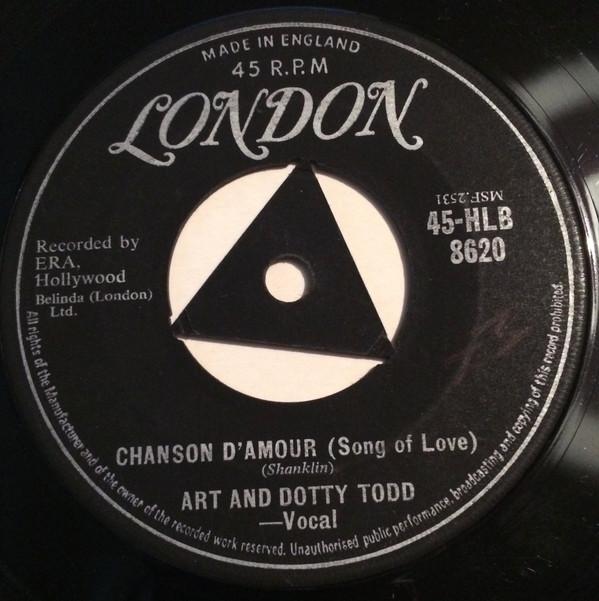 MADE IN ENGLAND
45 R.P.M
LONDON
MSF.2531
45-HLB
8620
Recorded by
ERA,
Hollywood
Belinda (London)
Ltd.
CHANSON D'AMOUR (Song of Love)
(Shanklin)
ART AND DOTTY TODD
—Vocal
All rights of the Manufacturer and of the owner of the recorded work reserved. Unauthorised public performance, broadcasting and copying of this record prohibited.